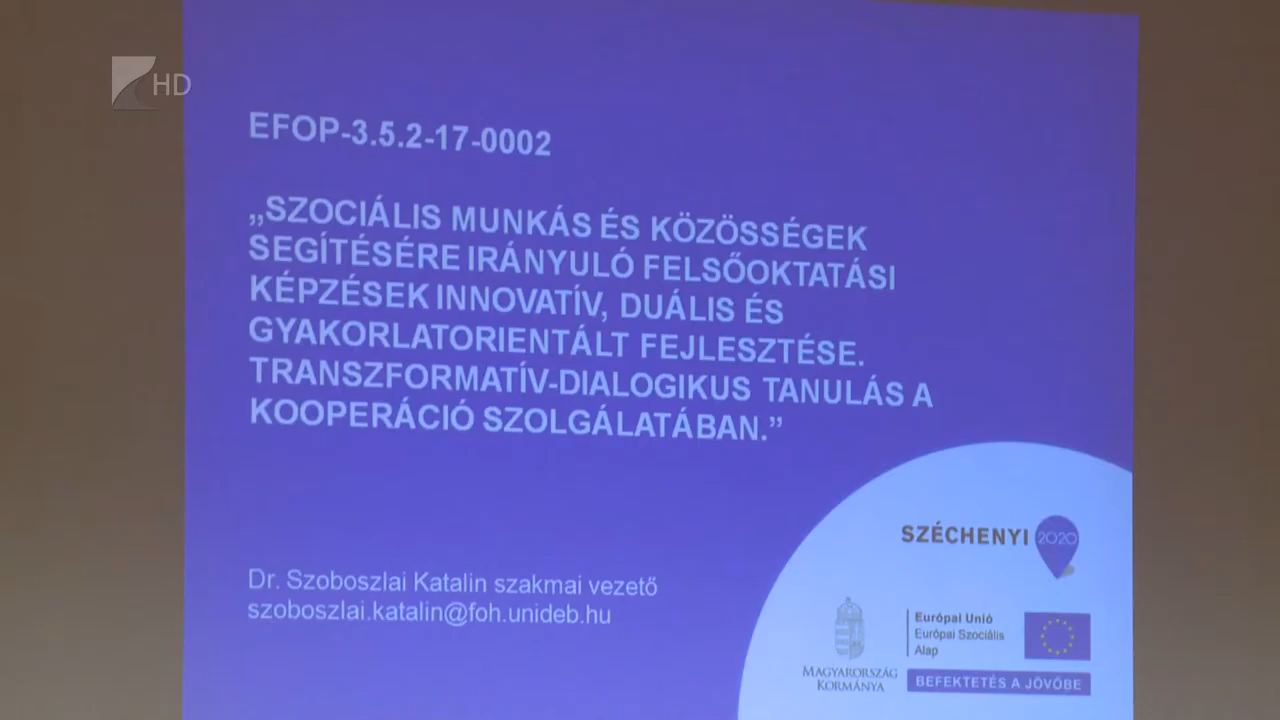 HD
EFOP-3.5.2-17-0002
„SZOCIÁLIS MUNKÁS ÉS KÖZÖSSÉGEK
SEGÍTÉSÉRE IRÁNYULÓ FELSŐOKTATÁSI
KÉPZÉSEK INNOVATÍV, DUÁLIS ÉS
GYAKORLATORIENTÁLT FEJLESZTÉSE.
TRANSZFORMATÍV-DIALOGIKUS TANULÁS A
KOOPERÁCIÓ SZOLGÁLATÁBAN.”
Dr. Szoboszlai Katalin szakmai vezető
szoboszlai.katalin@foh.unideb.hu
SZÉCHENYI 2020
Európai Unió
Európai Szociális
Alap
MAGYARORSZÁG
KORMÁNYA
BEFEKTETÉS A JÖVŐBE